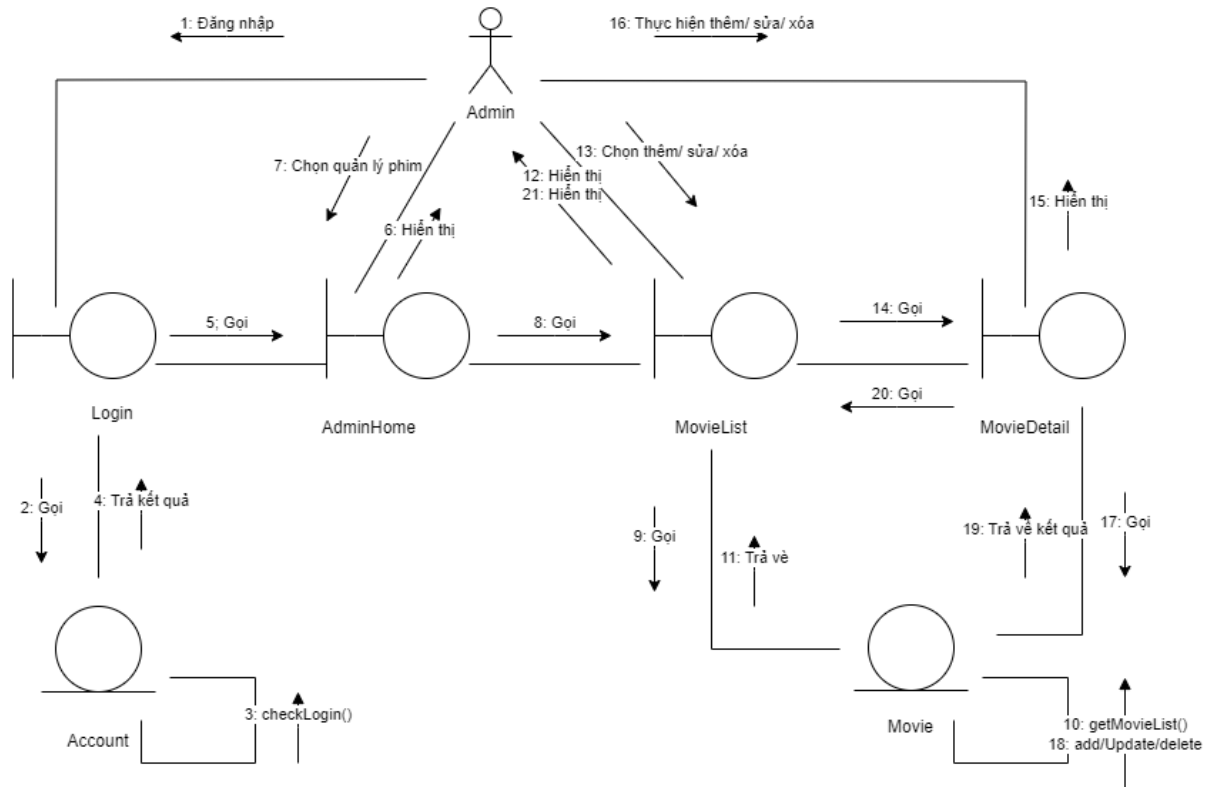 1: Đăng nhập
16: Thực hiện thêm/ sửa/ xóa
Admin
7: Chọn quản lý phim
13: Chọn thêm/ sửa/ xóa
12: Hiển thị
21: Hiển thị
15: Hiển thị
6: Hiển thị
5; Gọi
8: Gọi
14: Gọi
20: Gọi
Login
AdminHome
MovieList
MovieDetail
2: Gọi
4: Trả kết quả
9: Gọi
11: Trả vè
19: Trả về kết quả
17: Gọi
3: checkLogin()
Account
Movie
10: getMovieList()
18: add/Update/delete